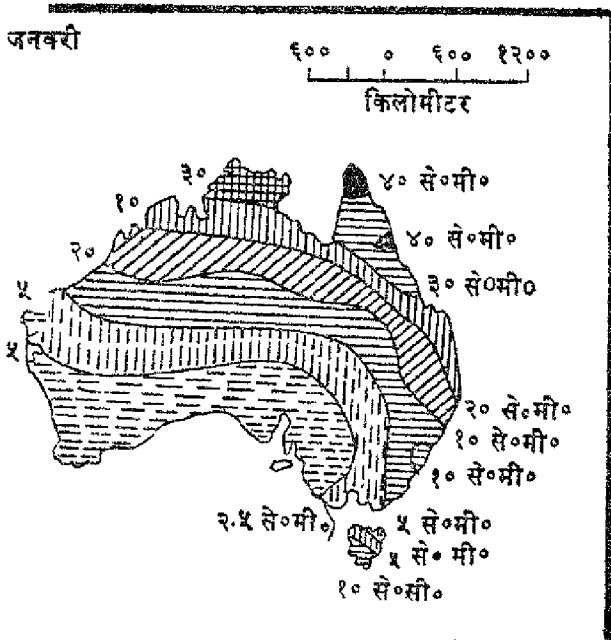 जनवरी
६०० ० ६०० १२००
किलोमीटर
३०
४० से०मी०
१०
४० से०मी०
२०
३० से०मी०
५
५
२० से०मी०
१० से०मी०
१० से०मी०
२.५ से०मी०
५ से०मी०
५ से० मी०
१० से०सी०